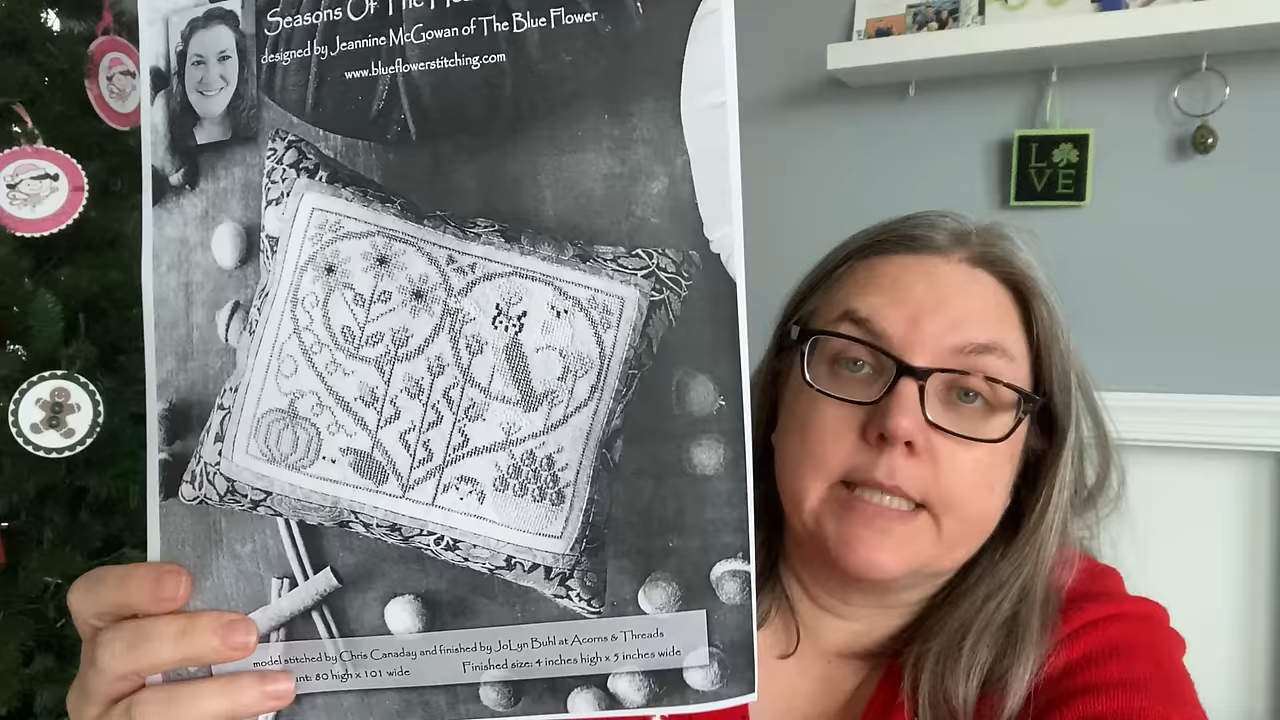 Seasons Of The
designed by Jeannine McGowan of The Blue Flower
www.blueflowerstitching.com
LOVE
model stitched by Chris Canaday and finished by JoLyn Buhl at Acorns & Threads
80 high x 101 wide Finished size: 4 inches high x 5 inches wide